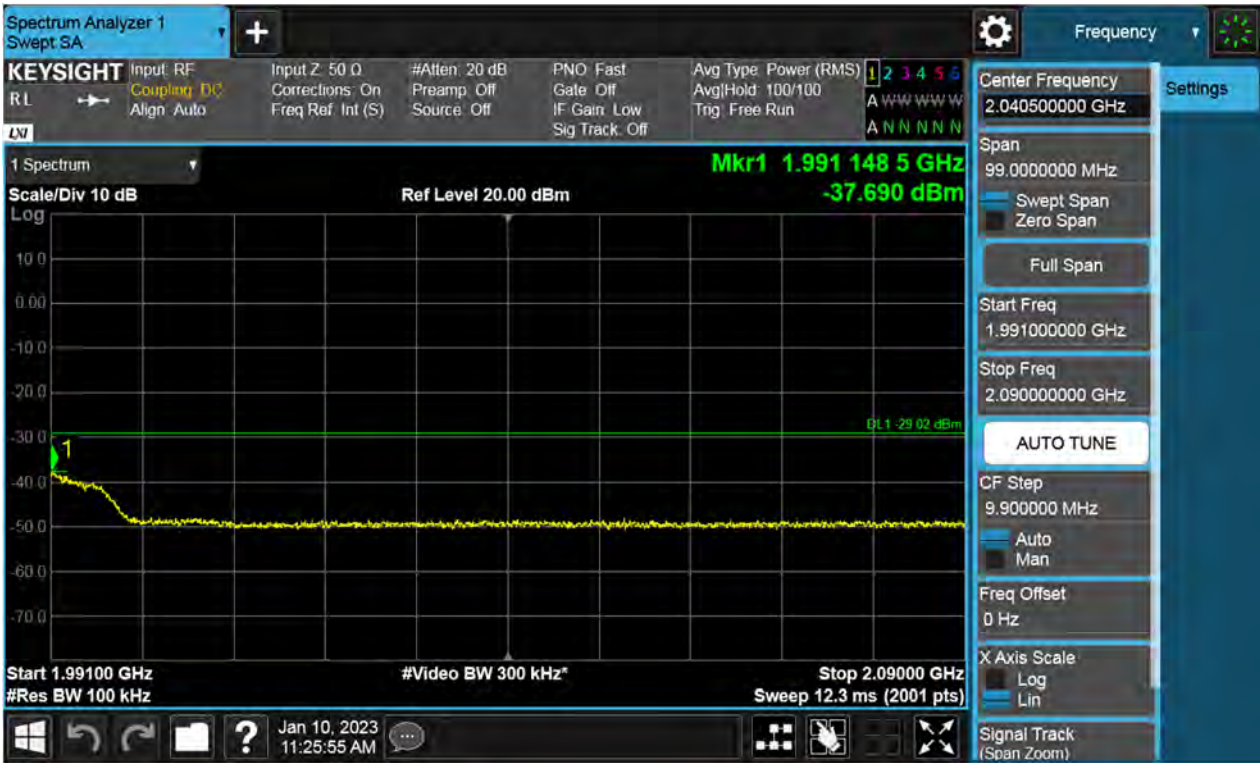 Spectrum Analyzer 1
Swept SA
+
Frequency
KEYSIGHT
RL
LXI
Input: RF
Coupling: DC
Align: Auto
Input Z: 50 Ω
Corrections: On
Freq Ref: Int (S)
#Atten: 20 dB
Preamp: Off
Source: Off
PNO: Fast
Gate: Off
IF Gain: Low
Sig Track: Off
Avg Type: Power (RMS)
Avg|Hold: 100/100
Trig: Free Run
1 2 3 4 5 6
A W W W W W
A N N N N N
1 Spectrum
Mkr1 1.991 148 5 GHz
Scale/Div 10 dB
Ref Level 20.00 dBm
-37.690 dBm
Log
10.0
0.00
-10.0
-20.0
-30.0
-40.0
-50.0
-60.0
-70.0
DL1 -29.02 dBm
1
Start 1.99100 GHz
#Video BW 300 kHz*
Stop 2.09000 GHz
#Res BW 100 kHz
Sweep 12.3 ms (2001 pts)
?
Jan 10, 2023
11:25:55 AM
Center Frequency
2.040500000 GHz
Settings
Span
99.0000000 MHz
Swept Span
Zero Span
Full Span
Start Freq
1.991000000 GHz
Stop Freq
2.090000000 GHz
AUTO TUNE
CF Step
9.900000 MHz
Auto
Man
Freq Offset
0 Hz
X Axis Scale
Log
Lin
Signal Track
(Span Zoom)